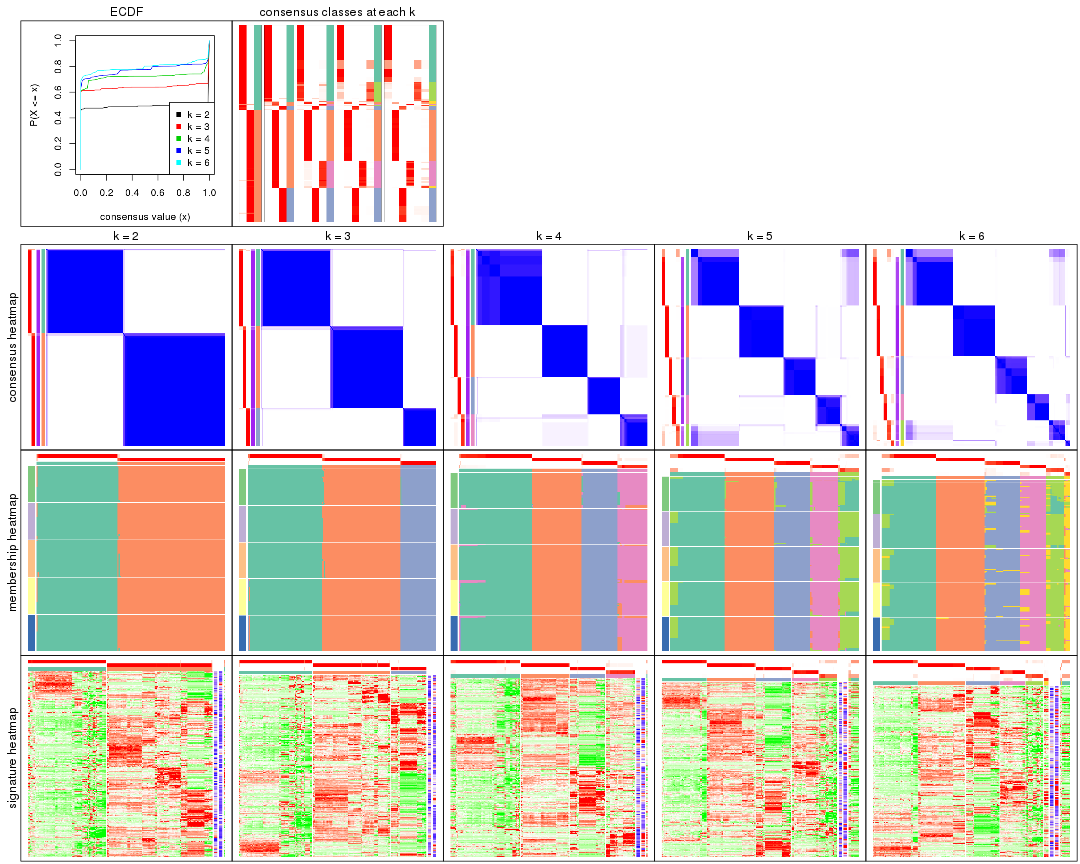 ECDF
consensus classes at each k
P(X <= x)
0.0 0.2 0.4 0.6 0.8 1.0
k = 2
k = 3
k = 4
k = 5
k = 6
0.0 0.2 0.4 0.6 0.8 1.0
consensus value (x)
k = 2
k = 3
k = 4
k = 5
k = 6
consensus heatmap
membership heatmap
signature heatmap